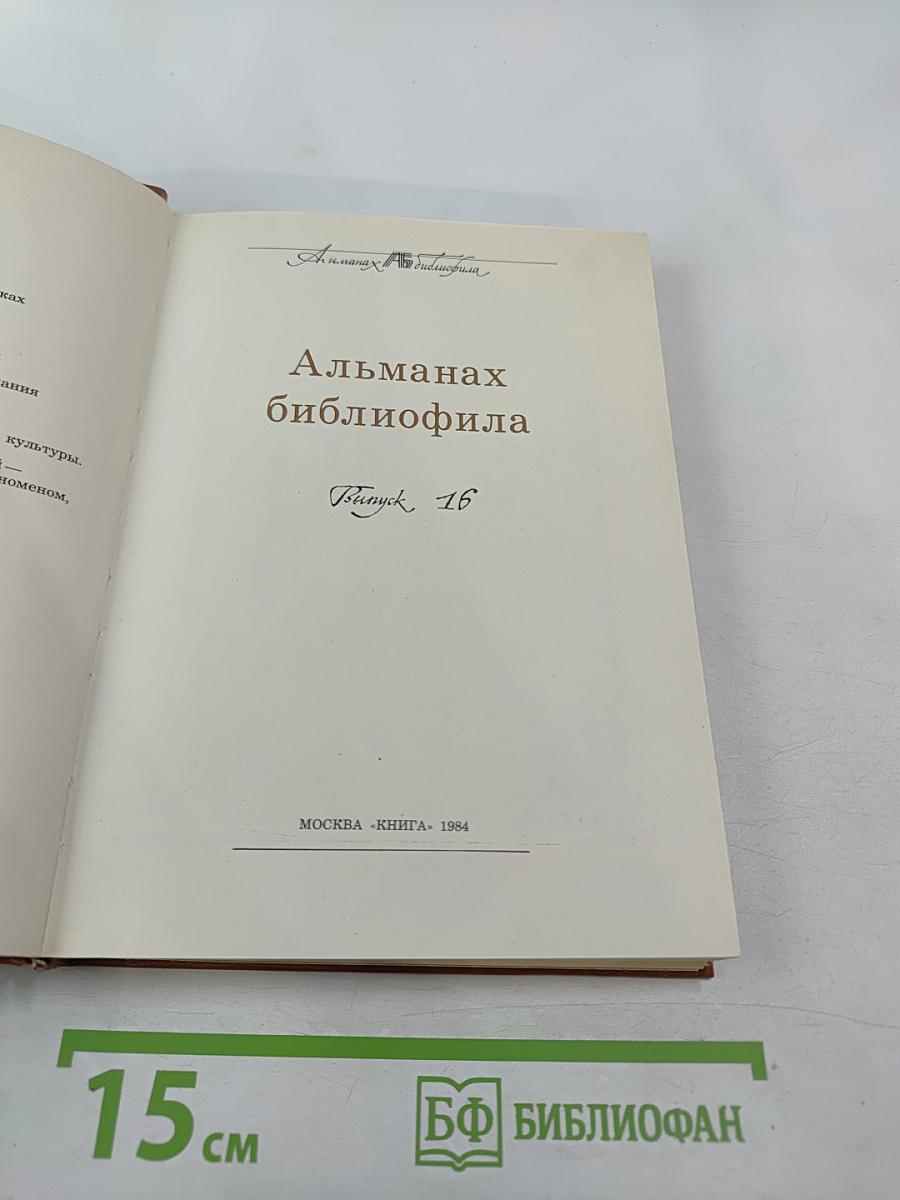 ках
ания
культуры.
й —
номеном,
Альманах АБ библиофила
Альманах
библиофила
Выпуск 16
МОСКВА «КНИГА» 1984
15 см
БФ БИБЛИОФАН